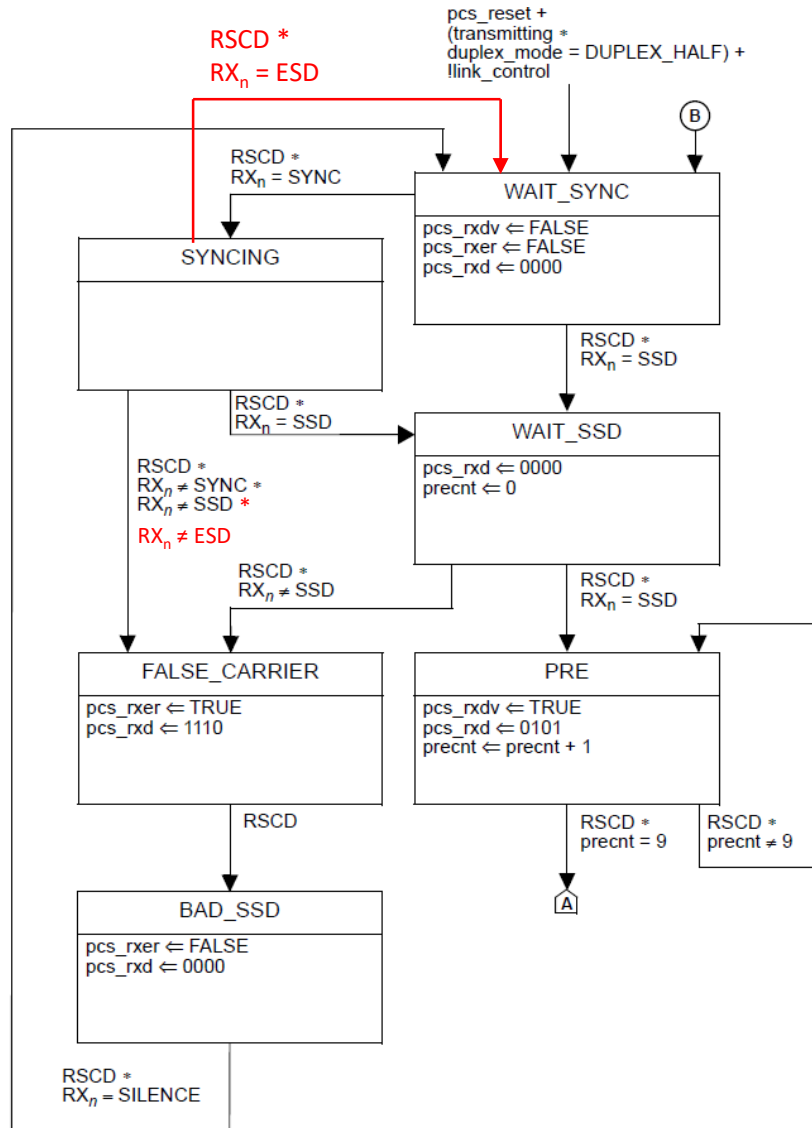 RSCD *
RXn = ESD
pcs_reset +
(transmitting *
duplex_mode = DUPLEX_HALF) +
!link_control
B
RSCD *
RXn = SYNC
WAIT_SYNC
pcs_rxdv ⇐ FALSE
pcs_rxer ⇐ FALSE
pcs_rxd ⇐ 0000
SYNCING
RSCD *
RXn = SSD
RSCD *
RXn = SSD
WAIT_SSD
pcs_rxd ⇐ 0000
precnt ⇐ 0
RSCD *
RXn ≠ SYNC *
RXn ≠ SSD *
RXn ≠ ESD
RSCD *
RXn ≠ SSD
RSCD *
RXn = SSD
FALSE_CARRIER
pcs_rxer ⇐ TRUE
pcs_rxd ⇐ 1110
PRE
pcs_rxdv ⇐ TRUE
pcs_rxd ⇐ 0101
precnt ⇐ precnt + 1
RSCD
RSCD *
precnt = 9
RSCD *
precnt ≠ 9
A
BAD_SSD
pcs_rxer ⇐ FALSE
pcs_rxd ⇐ 0000
RSCD *
RXn = SILENCE